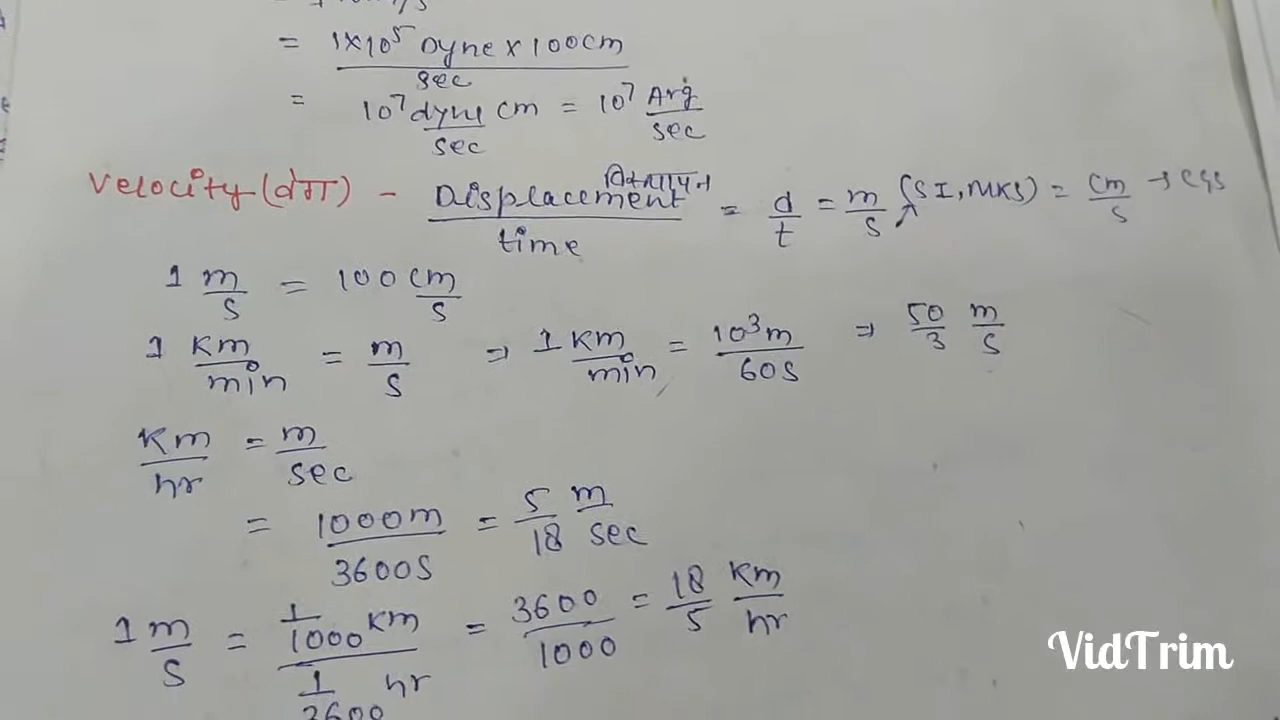 = 1×10⁵ Dyne × 100cm / sec
= 10⁷ dyne/sec cm = 10⁷ Arg/sec
Velocity (वेग) - Displacement विस्थापन / time = d/t = m/s (SI, MKS) = cm/s → CGS
1 m/s = 100 cm/s
1 Km/min = m/s ⇒ 1 Km/min = 10³m/60s ⇒ 50/3 m/s
Km/hr = m/sec
= 1000m/3600s = 5/18 m/sec
1 m/s = 1/1000 Km / 1/3600 hr = 3600/1000 = 18/5 Km/hr
VidTrim